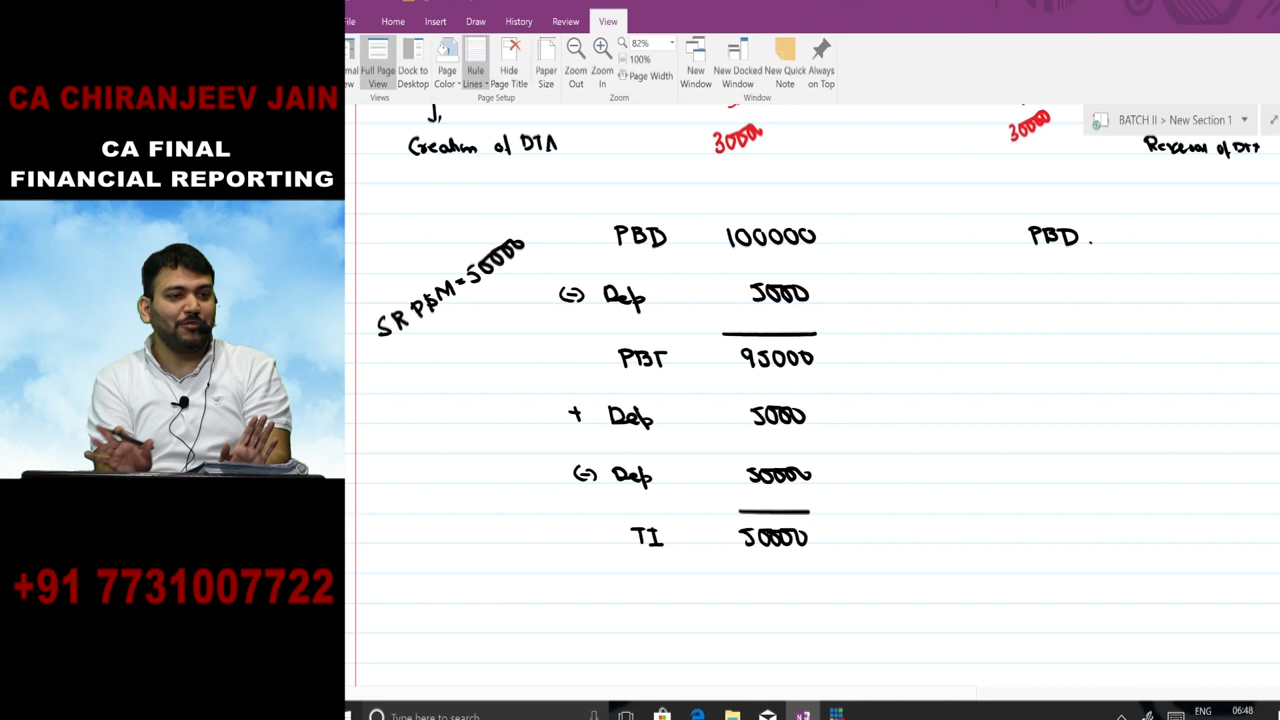 CA CHIRANJEEV JAIN
CA FINAL
FINANCIAL REPORTING
+91 7731007722
File Home Insert Draw History Review View
Full Page View
Dock to Desktop
Page Color
Rule Lines
Hide Page Title
Paper Size
Zoom Out
Zoom In
82%
100%
Page Width
New Window
New Docked Window
New Quick Note
Always on Top
Views
Page Setup
Zoom
Window
BATCH II > New Section 1
Creation of DTA
30000
30000
Reversal of DTA
SR P&M = 50000
PBD 100000
(-) Dep 5000
PBT 95000
+ Dep 5000
(-) Dep 50000
TI 50000
PBD
Type here to search
ENG
06:48